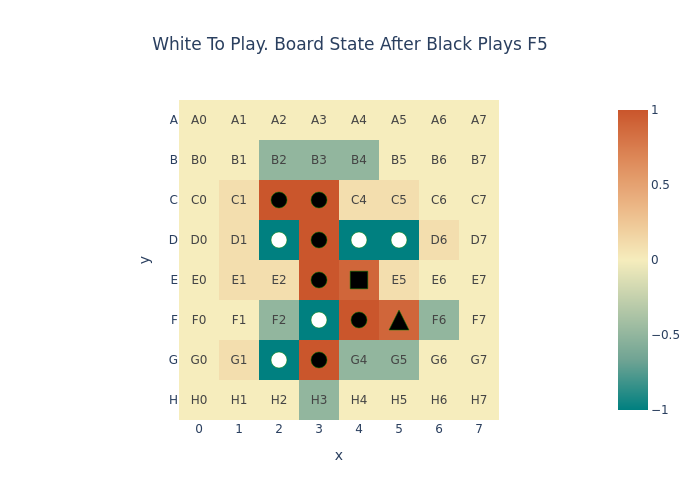 White To Play. Board State After Black Plays F5
A A0 A1 A2 A3 A4 A5 A6 A7
B B0 B1 B2 B3 B4 B5 B6 B7
C C0 C1 C4 C5 C6 C7
D D0 D1 D6 D7
E E0 E1 E2 E5 E6 E7
F F0 F1 F2 F6 F7
G G0 G1 G4 G5 G6 G7
H H0 H1 H2 H3 H4 H5 H6 H7
0 1 2 3 4 5 6 7
x
y
1
0.5
0
−0.5
−1